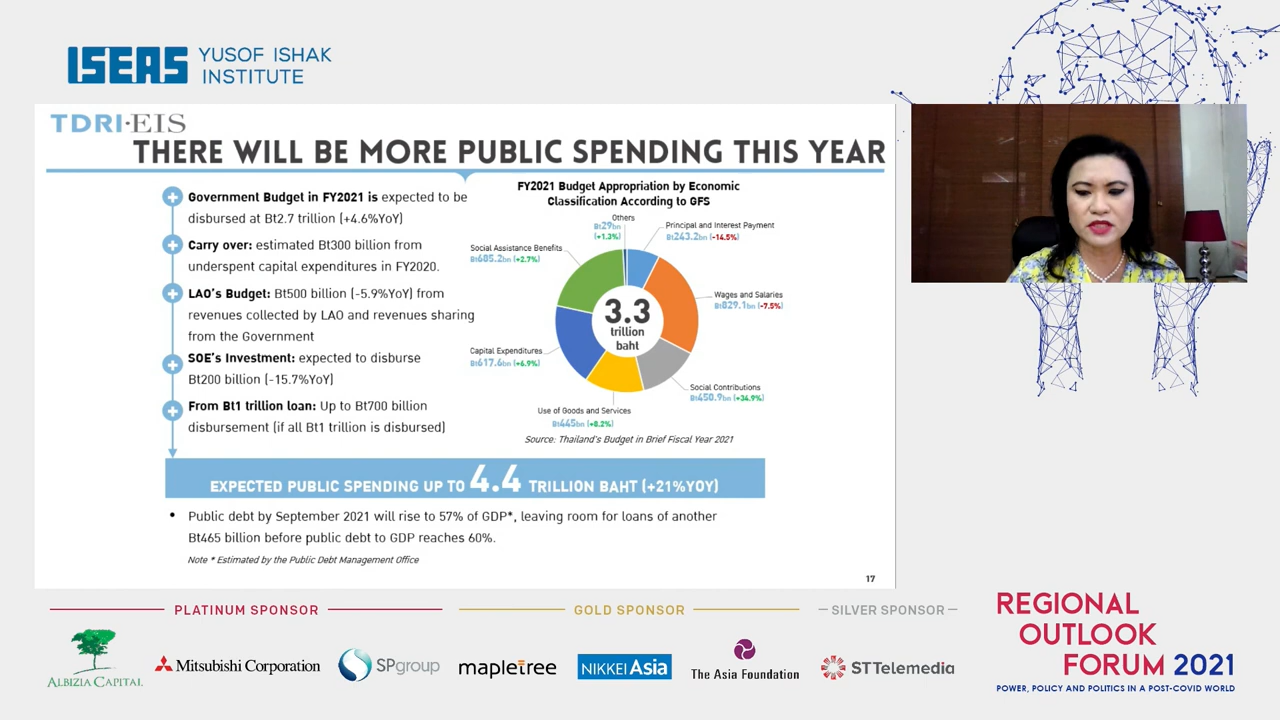 ISEAS YUSOF ISHAK
INSTITUTE
TDRI·EIS
THERE WILL BE MORE PUBLIC SPENDING THIS YEAR
Government Budget in FY2021 is expected to be
disbursed at Bt2.7 trillion (+4.6%YoY)
Carry over: estimated Bt300 billion from
underspent capital expenditures in FY2020.
LAO's Budget: Bt500 billion (-5.9%YoY) from
revenues collected by LAO and revenues sharing
from the Government
SOE's Investment: expected to disburse
Bt200 billion (-15.7%YoY)
From Bt1 trillion loan: Up to Bt700 billion
disbursement (if all Bt1 trillion is disbursed)
FY2021 Budget Appropriation by Economic
Classification According to GFS
Others
Bt29bn
(+1.3%)
Principal and Interest Payment
Bt243.2bn (-14.5%)
Social Assistance Benefits
Bt605.2bn (+2.7%)
Wages and Salaries
Bt829.1bn (-7.5%)
3.3
trillion
baht
Capital Expenditures
Bt617.6bn (+6.9%)
Social Contributions
Bt450.9bn (+34.9%)
Use of Goods and Services
Bt445bn (+8.2%)
Source: Thailand's Budget in Brief Fiscal Year 2021
EXPECTED PUBLIC SPENDING UP TO 4.4 TRILLION BAHT (+21%YOY)
• Public debt by September 2021 will rise to 57% of GDP*, leaving room for loans of another
Bt465 billion before public debt to GDP reaches 60%.
Note * Estimated by the Public Debt Management Office
17
PLATINUM SPONSOR
GOLD SPONSOR
SILVER SPONSOR
ALBIZIA CAPITAL
Mitsubishi Corporation
SPgroup
mapletree
NIKKEI Asia
The Asia Foundation
ST Telemedia
REGIONAL
OUTLOOK
FORUM 2021
POWER, POLICY AND POLITICS IN A POST-COVID WORLD